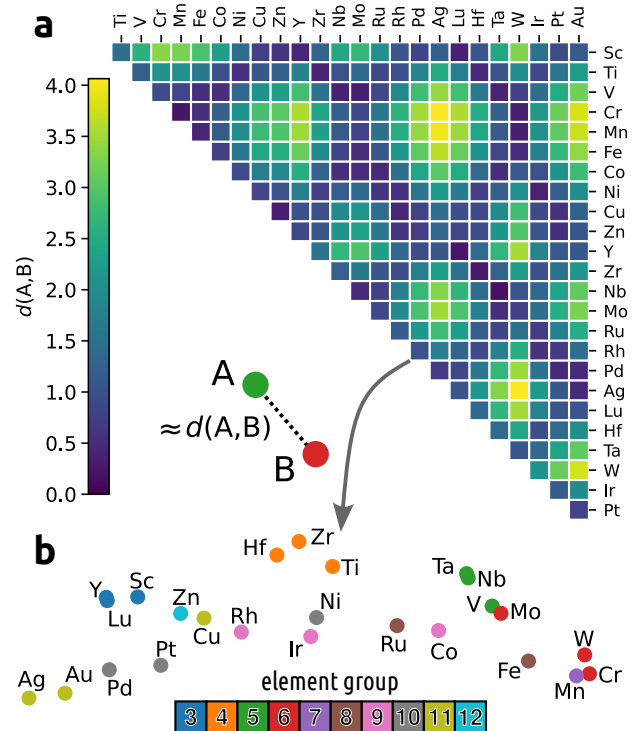 a
Ti V Cr Mn Fe Co Ni Cu Zn Y Zr Nb Mo Ru Rh Pd Ag Lu Hf Ta W Ir Pt Au
Sc
Ti
V
Cr
Mn
Fe
Co
Ni
Cu
Zn
Y
Zr
Nb
Mo
Ru
Rh
Pd
Ag
Lu
Hf
Ta
W
Ir
Pt
4.0
3.5
3.0
2.5
2.0
1.5
1.0
0.5
0.0
d(A,B)
A
≈d(A,B)
B
b
Hf Zr Ti
Ta Nb
Y Sc Lu
Zn Cu Rh
Ni Ir
V Mo
Ru Co
Pt
Ag Au Pd
Fe W Mn Cr
element group
3 4 5 6 7 8 9 10 11 12